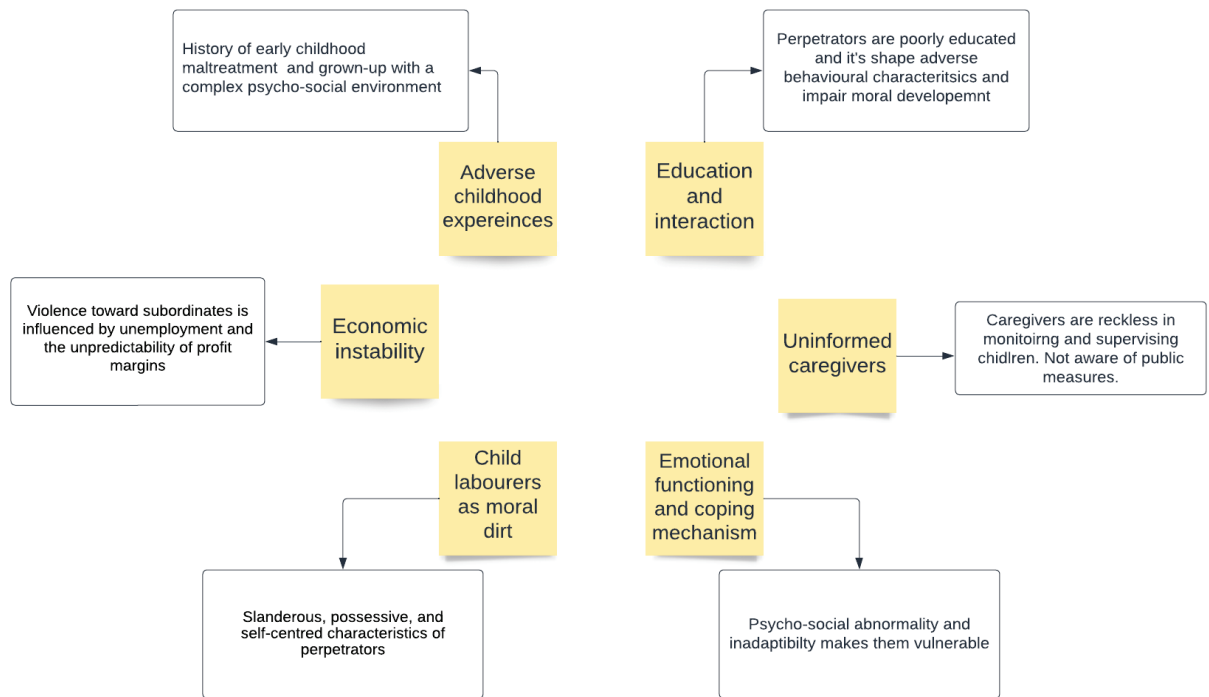 History of early childhood
maltreatment and grown-up with a
complex psycho-social environment
Perpetrators are poorly educated
and it's shape adverse
behavioural characteritsics and
impair moral developemnt
Adverse
childhood
expereinces
Education
and
interaction
Violence toward subordinates is
influenced by unemployment and
the unpredictability of profit
margins
Economic
instability
Uninformed
caregivers
Caregivers are reckless in
monitoirng and supervising
chidlren. Not aware of public
measures.
Child
labourers
as moral
dirt
Emotional
functioning
and coping
mechanism
Slanderous, possessive, and
self-centred characteristics of
perpetrators
Psycho-social abnormality and
inadaptibilty makes them vulnerable